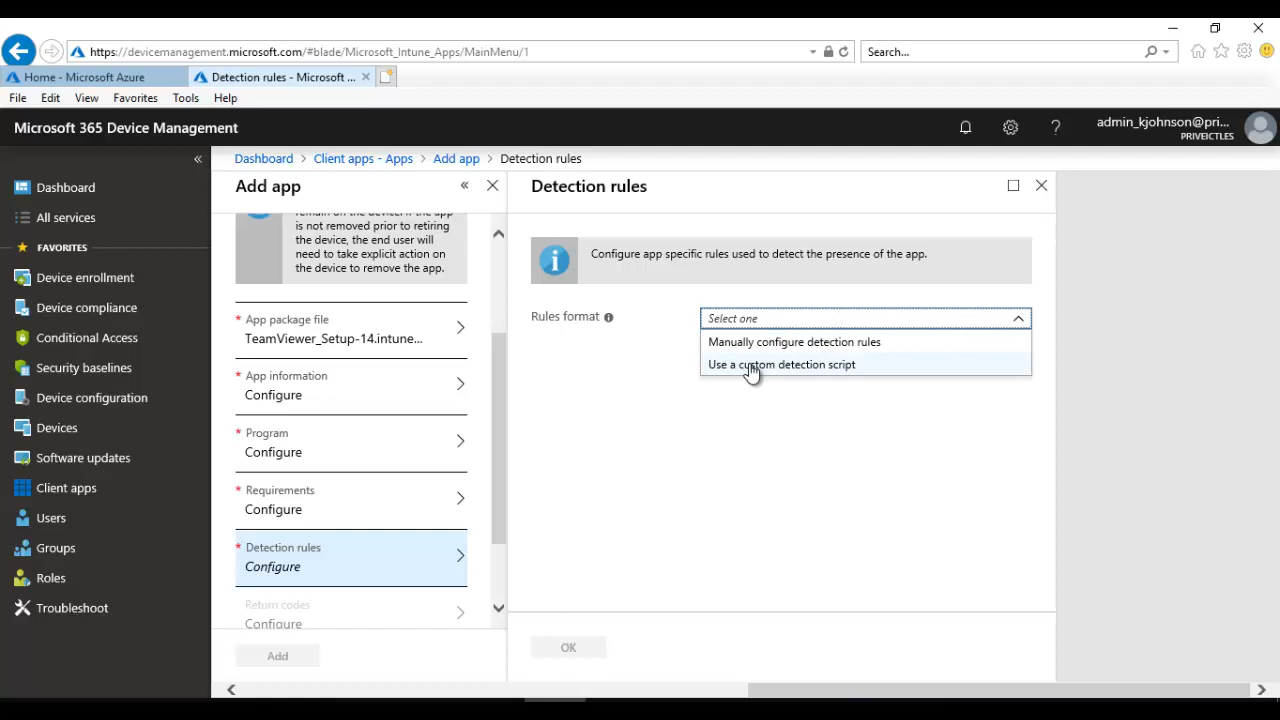 https://devicemanagement.microsoft.com/#blade/Microsoft_Intune_Apps/MainMenu/1
Search...
Home - Microsoft Azure
Detection rules - Microsoft ...
File Edit View Favorites Tools Help
Microsoft 365 Device Management
admin_kjohnson@pri...
PRIVEICTLES
Dashboard
All services
FAVORITES
Device enrollment
Device compliance
Conditional Access
Security baselines
Device configuration
Devices
Software updates
Client apps
Users
Groups
Roles
Troubleshoot
Dashboard > Client apps - Apps > Add app > Detection rules
Add app
remain on the device. If the app
is not removed prior to retiring
the device, the end user will
need to take explicit action on
the device to remove the app.
* App package file
TeamViewer_Setup-14.intune...
* App information
Configure
* Program
Configure
* Requirements
Configure
* Detection rules
Configure
Return codes
Configure
Add
Detection rules
Configure app specific rules used to detect the presence of the app.
Rules format
Select one
Manually configure detection rules
Use a custom detection script
OK